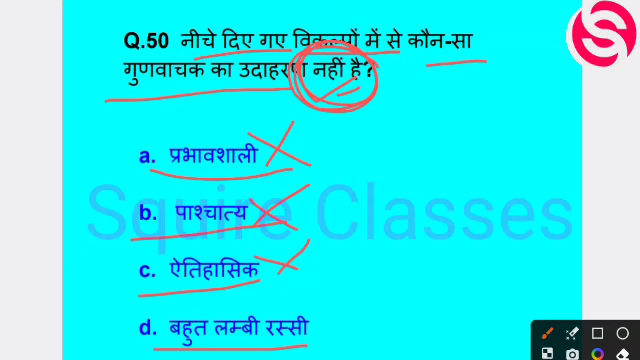 Q.50 नीचे दिए गए विकल्पों में से कौन-सा
गुणवाचक का उदाहरण नहीं है?
a. प्रभावशाली
b. पाश्चात्य
Squire Classes
c. ऐतिहासिक
d. बहुत लम्बी रस्सी